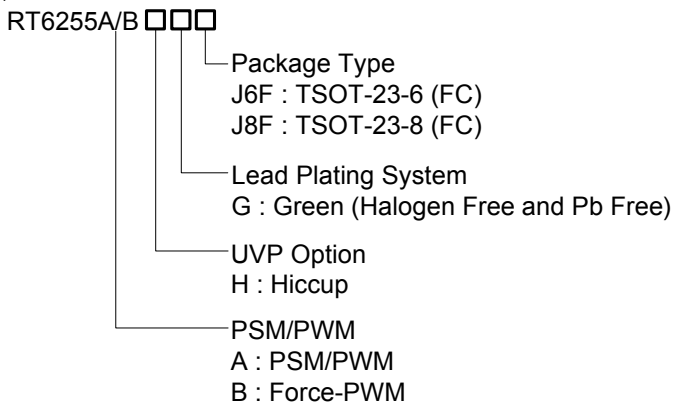 RT6255A/B □□□
Package Type
J6F : TSOT-23-6 (FC)
J8F : TSOT-23-8 (FC)
Lead Plating System
G : Green (Halogen Free and Pb Free)
UVP Option
H : Hiccup
PSM/PWM
A : PSM/PWM
B : Force-PWM